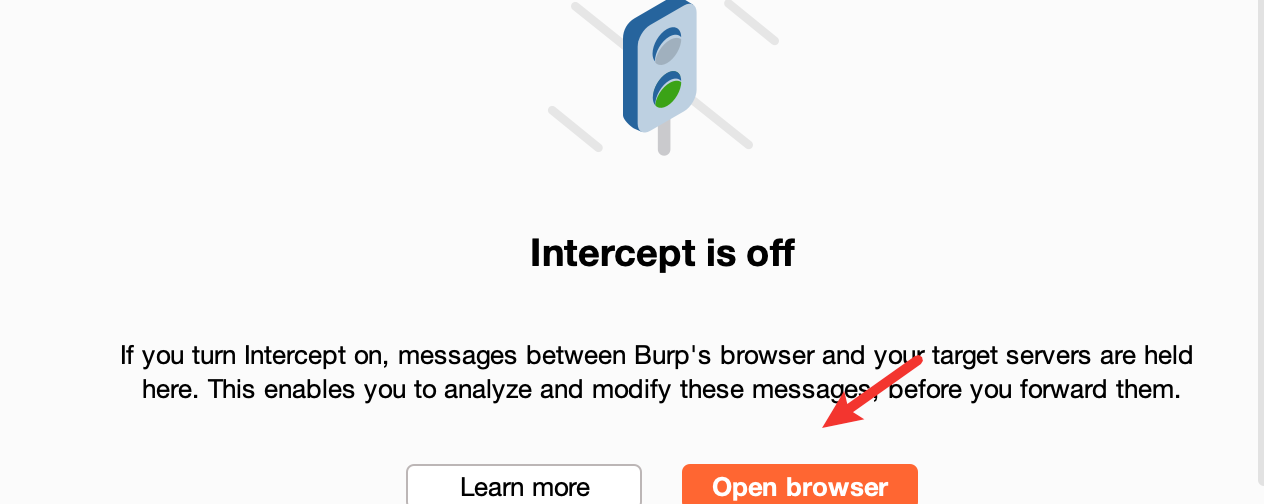 Intercept is off
If you turn Intercept on, messages between Burp's browser and your target servers are held
here. This enables you to analyze and modify these messages, before you forward them.
Learn more
Open browser